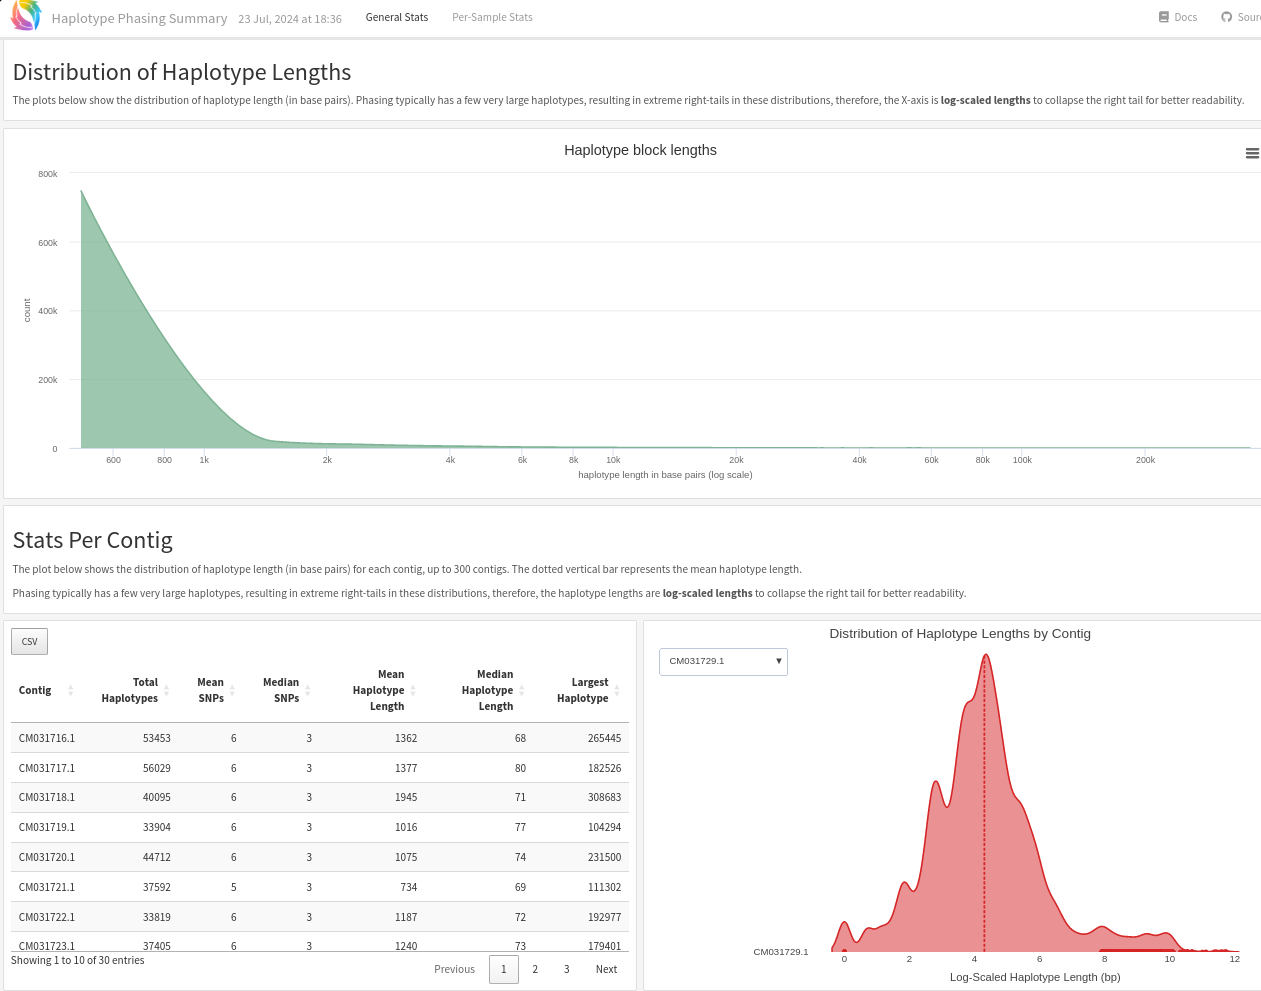 Haplotype Phasing Summary 23 Jul, 2024 at 18:36 General Stats Per-Sample Stats Docs Sour
Distribution of Haplotype Lengths
The plots below show the distribution of haplotype length (in base pairs). Phasing typically has a few very large haplotypes, resulting in extreme right-tails in these distributions, therefore, the X-axis is log-scaled lengths to collapse the right tail for better readability.
Haplotype block lengths
800k
600k
400k
200k
0
count
600 800 1k 2k 4k 6k 8k 10k 20k 40k 60k 80k 100k 200k
haplotype length in base pairs (log scale)
Stats Per Contig
The plot below shows the distribution of haplotype length (in base pairs) for each contig, up to 300 contigs. The dotted vertical bar represents the mean haplotype length.
Phasing typically has a few very large haplotypes, resulting in extreme right-tails in these distributions, therefore, the haplotype lengths are log-scaled lengths to collapse the right tail for better readability.
CSV
Contig Total Haplotypes Mean SNPs Median SNPs Mean Haplotype Length Median Haplotype Length Largest Haplotype
CM031716.1 53453 6 3 1362 68 265445
CM031717.1 56029 6 3 1377 80 182526
CM031718.1 40095 6 3 1945 71 308683
CM031719.1 33904 6 3 1016 77 104294
CM031720.1 44712 6 3 1075 74 231500
CM031721.1 37592 5 3 734 69 111302
CM031722.1 33819 6 3 1187 72 192977
CM031723.1 37405 6 3 1240 73 179401
Showing 1 to 10 of 30 entries
Previous 1 2 3 Next
Distribution of Haplotype Lengths by Contig
CM031729.1
CM031729.1
0 2 4 6 8 10 12
Log-Scaled Haplotype Length (bp)